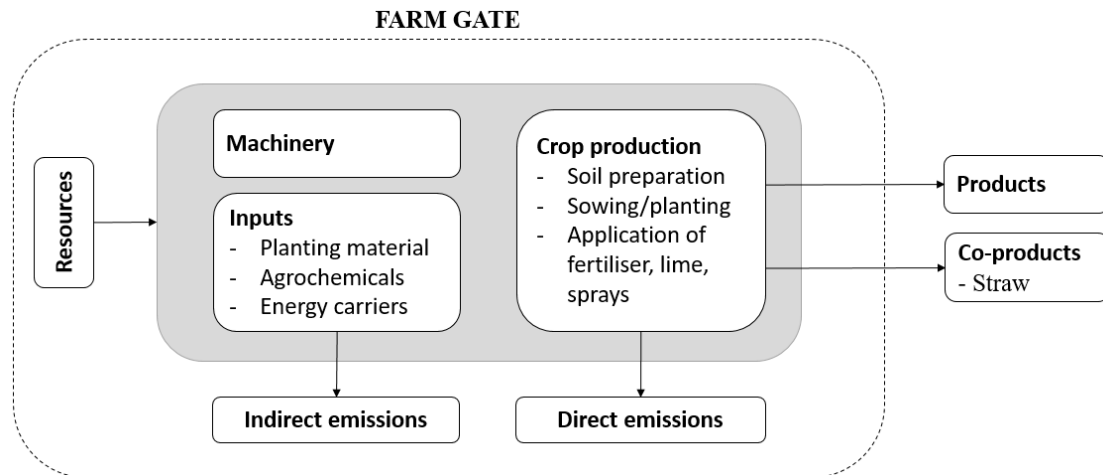 FARM GATE
Resources
Machinery
Inputs
- Planting material
- Agrochemicals
- Energy carriers
Crop production
- Soil preparation
- Sowing/planting
- Application of
fertiliser, lime,
sprays
Products
Co-products
- Straw
Indirect emissions
Direct emissions